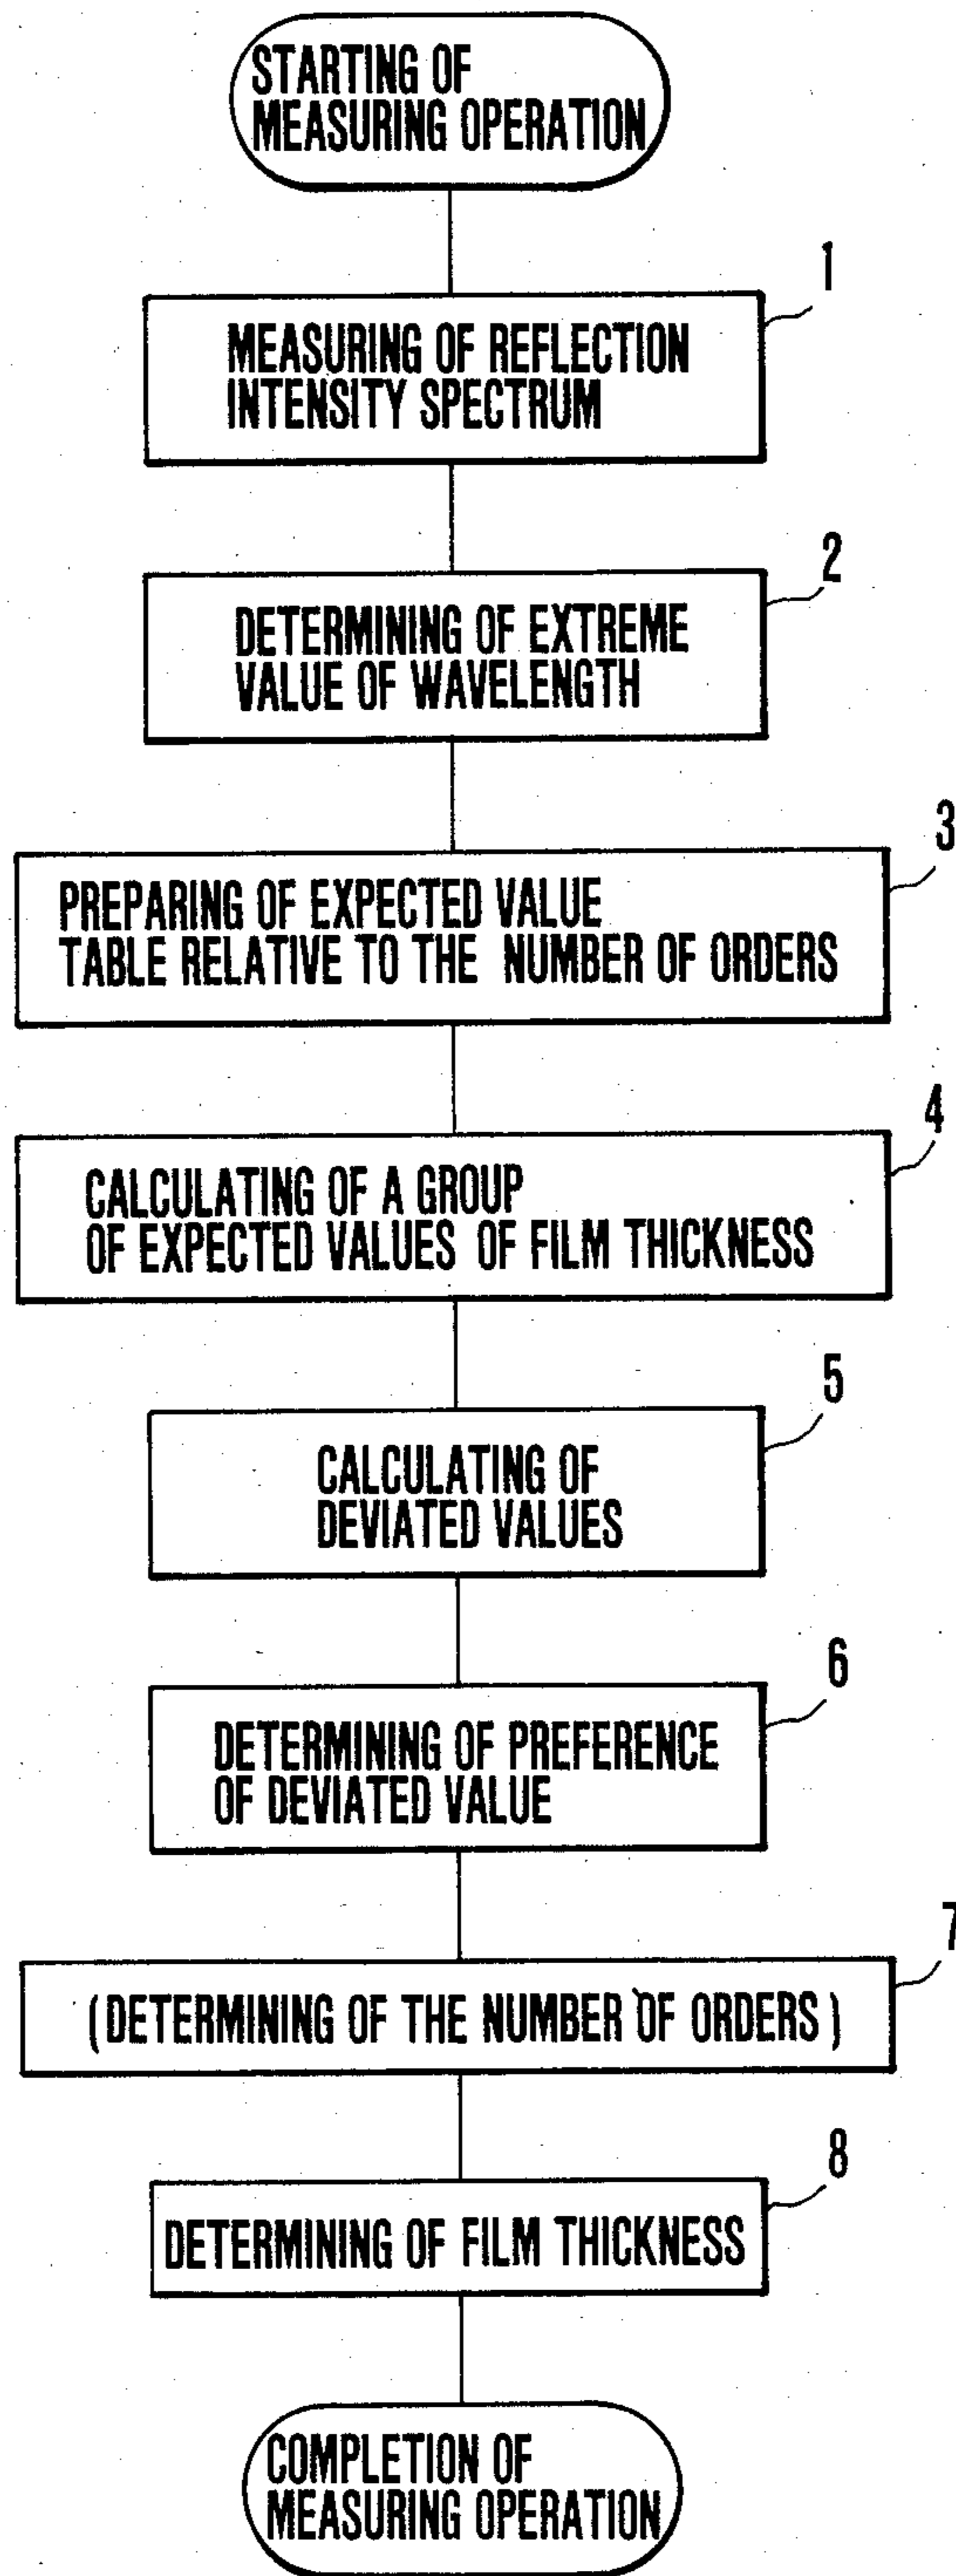 STARTING OF
MEASURING OPERATION
1
MEASURING OF REFLECTION
INTENSITY SPECTRUM
2
DETERMINING OF EXTREME
VALUE OF WAVELENGTH
3
PREPARING OF EXPECTED VALUE
TABLE RELATIVE TO THE NUMBER OF ORDERS
4
CALCULATING OF A GROUP
OF EXPECTED VALUES OF FILM THICKNESS
5
CALCULATING OF
DEVIATED VALUES
6
DETERMINING OF PREFERENCE
OF DEVIATED VALUE
7
(DETERMINING OF THE NUMBER OF ORDERS)
8
DETERMINING OF FILM THICKNESS
COMPLETION OF
MEASURING OPERATION